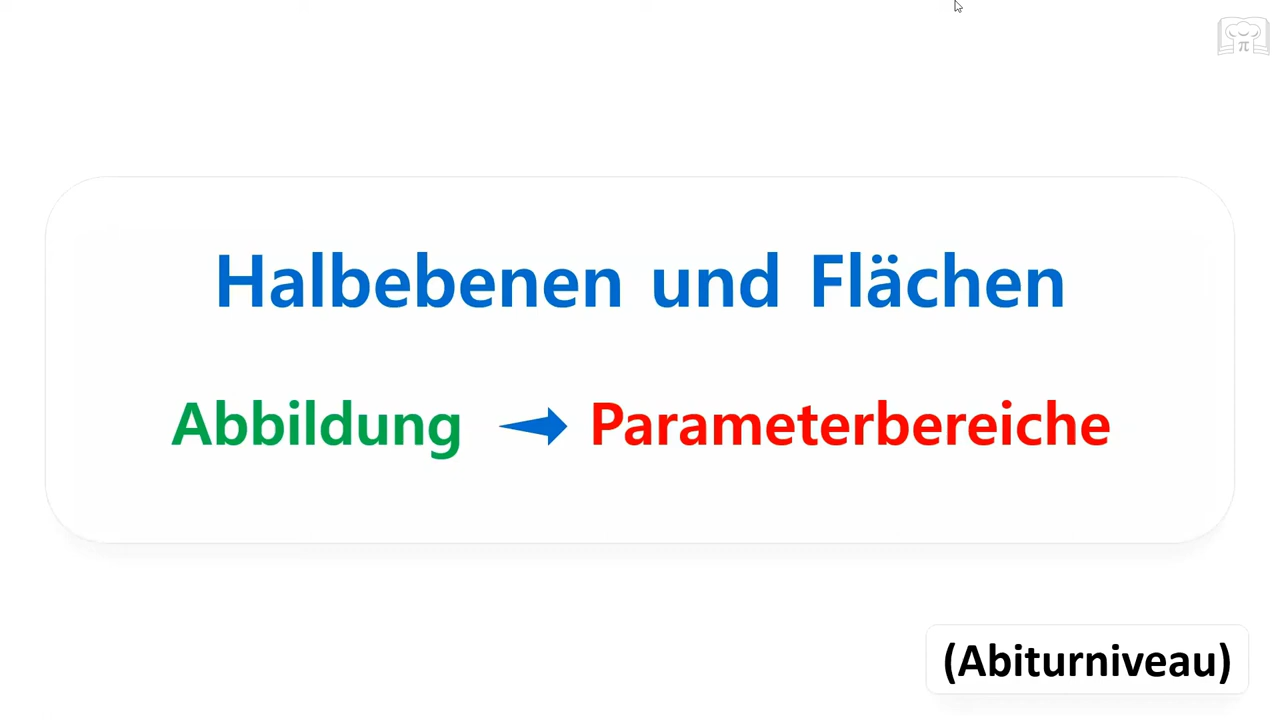 π
Halbebenen und Flächen
Abbildung → Parameterbereiche
(Abiturniveau)